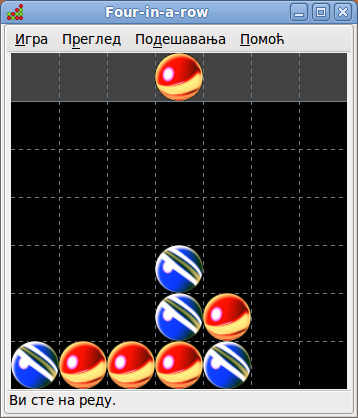 Four-in-a-row
Игра Преглед Подешавања Помоћ
Ви сте на реду.